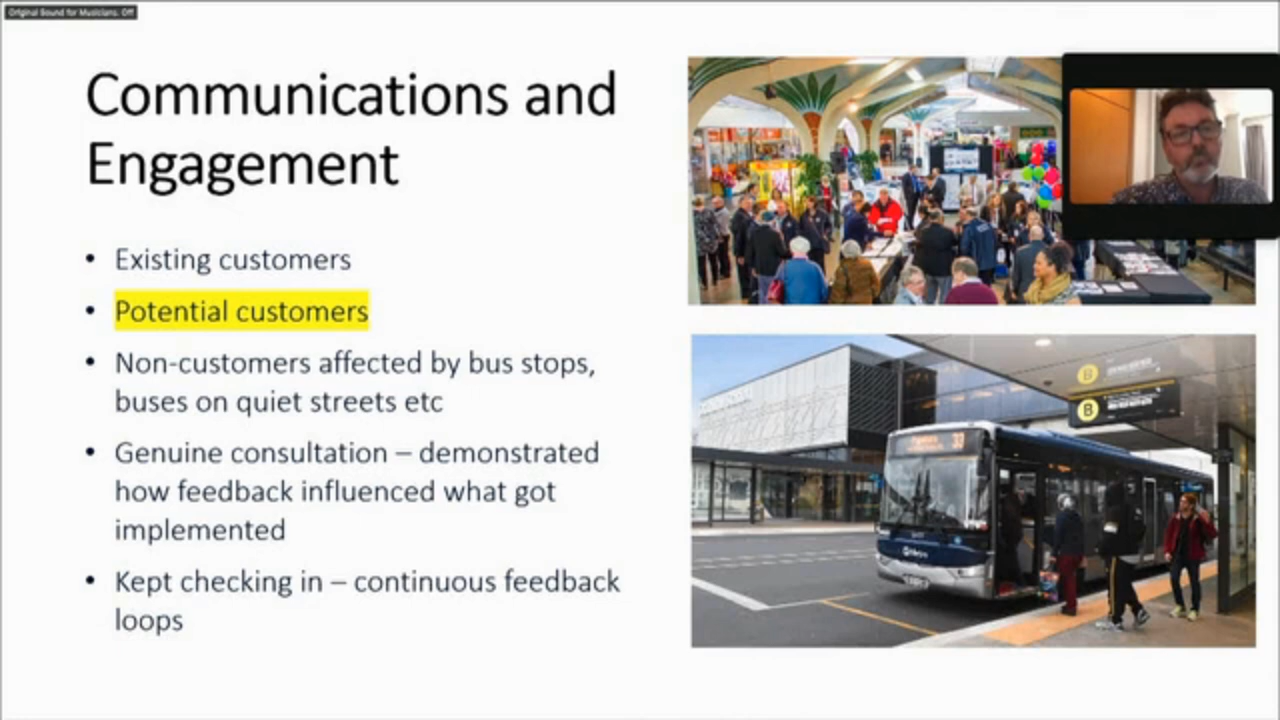 Original Sound for Musicians: Off
Communications and
Engagement
• Existing customers
• Potential customers
• Non-customers affected by bus stops,
buses on quiet streets etc
• Genuine consultation – demonstrated
how feedback influenced what got
implemented
• Kept checking in – continuous feedback
loops
B
B
33
Metro